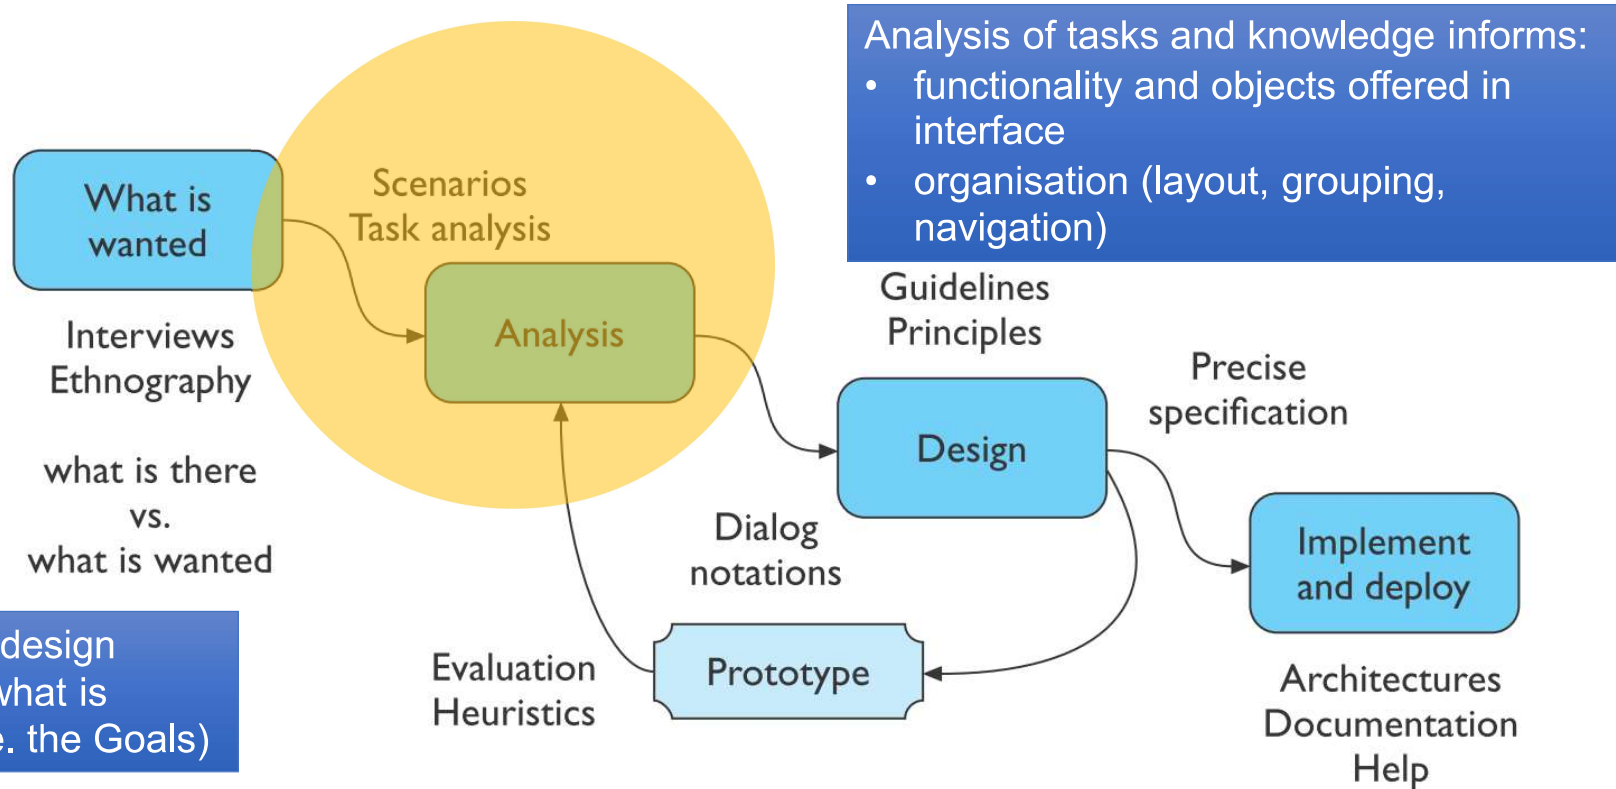 Analysis of tasks and knowledge informs:
• functionality and objects offered in
interface
• organisation (layout, grouping,
navigation)
What is
wanted
Scenarios
Task analysis
Interviews
Ethnography
Analysis
what is there
vs.
what is wanted
Guidelines
Principles
Precise
specification
Design
Dialog
notations
Implement
and deploy
design
what is
the Goals)
Evaluation
Heuristics
Prototype
Architectures
Documentation
Help